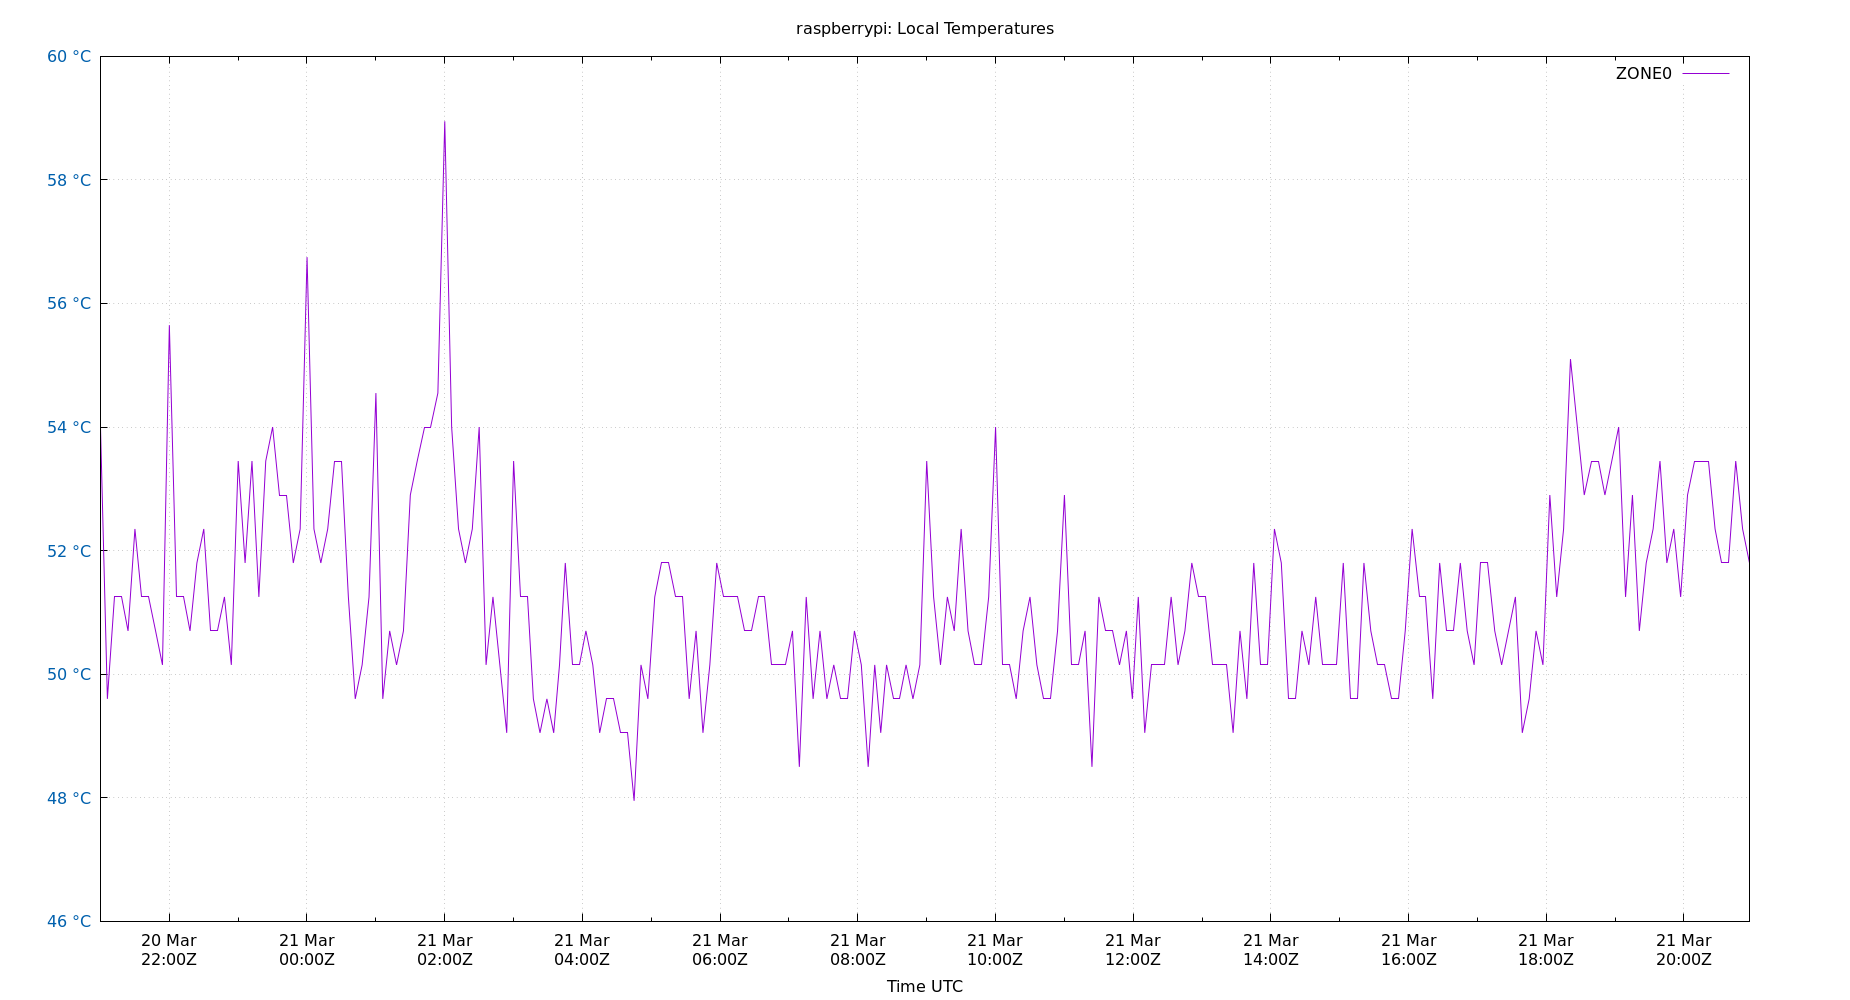 raspberrypi: Local Temperatures
60 °C
ZONE0
58 °C
56 °C
54 °C
52 °C
50 °C
48 °C
46 °C
20 Mar 21 Mar 21 Mar 21 Mar 21 Mar 21 Mar 21 Mar 21 Mar 21 Mar 21 Mar 21 Mar 21 Mar
22:00Z 00:00Z 02:00Z 04:00Z 06:00Z 08:00Z 10:00Z 12:00Z 14:00Z 16:00Z 18:00Z 20:00Z
Time UTC